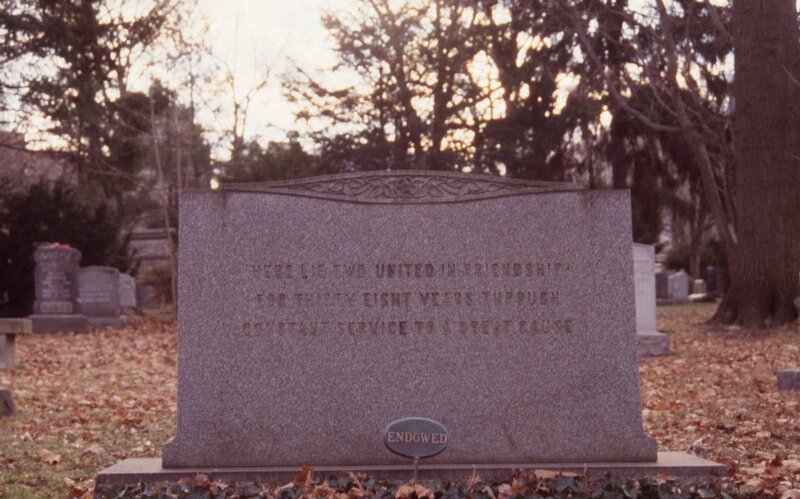 HERE LIE TWO UNITED IN FRIENDSHIP
FOR THIRTY EIGHT YEARS THROUGH
CONSTANT SERVICE TO A GREAT CAUSE
ENDOWED